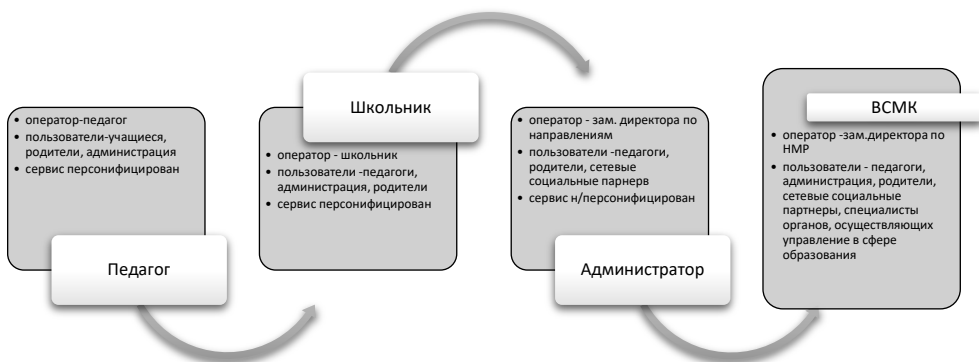 • оператор-педагог
• пользователи-учащиеся,
родители, администрация
• сервис персонифицирован
Педагог
Школьник
• оператор - школьник
• пользователи -педагоги,
администрация, родители
• сервис персонифицирован
• оператор - зам. директора по
направлениям
• пользователи -педагоги,
родители, сетевые
социальные парнерв
• сервис н/персонифицирован
Администратор
ВСМК
• оператор -зам.директора по
НМР
• пользователи - педагоги,
администрация, родители,
сетевые социальные
партнеры, специалисты
органов, осуществляющих
управление в сфере
образования